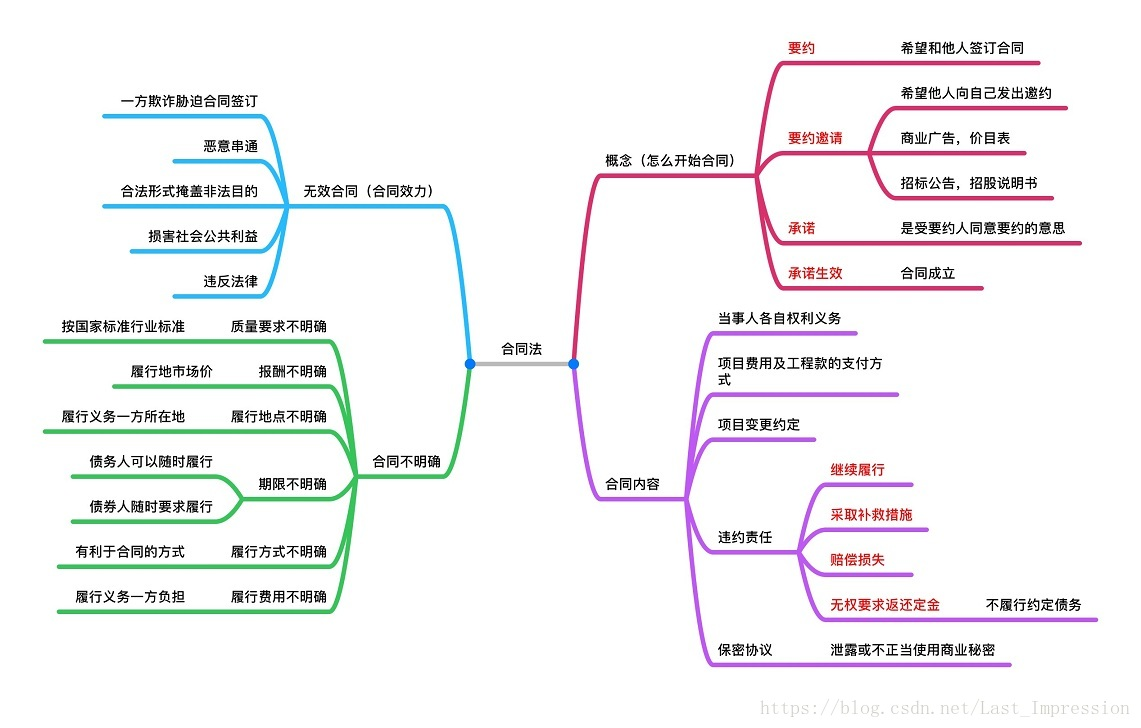 合同法
概念（怎么开始合同）
要约
希望和他人签订合同
要约邀请
希望他人向自己发出邀约
商业广告，价目表
招标公告，招股说明书
承诺
是受要约人同意要约的意思
承诺生效
合同成立
合同内容
当事人各自权利义务
项目费用及工程款的支付方
式
项目变更约定
违约责任
继续履行
采取补救措施
赔偿损失
无权要求返还定金
不履行约定债务
保密协议
泄露或不正当使用商业秘密
无效合同（合同效力）
一方欺诈胁迫合同签订
恶意串通
合法形式掩盖非法目的
损害社会公共利益
违反法律
合同不明确
质量要求不明确
按国家标准行业标准
报酬不明确
履行地市场价
履行地点不明确
履行义务一方所在地
期限不明确
债务人可以随时履行
债券人随时要求履行
履行方式不明确
有利于合同的方式
履行费用不明确
履行义务一方负担
https://blog.csdn.net/Last_Impression